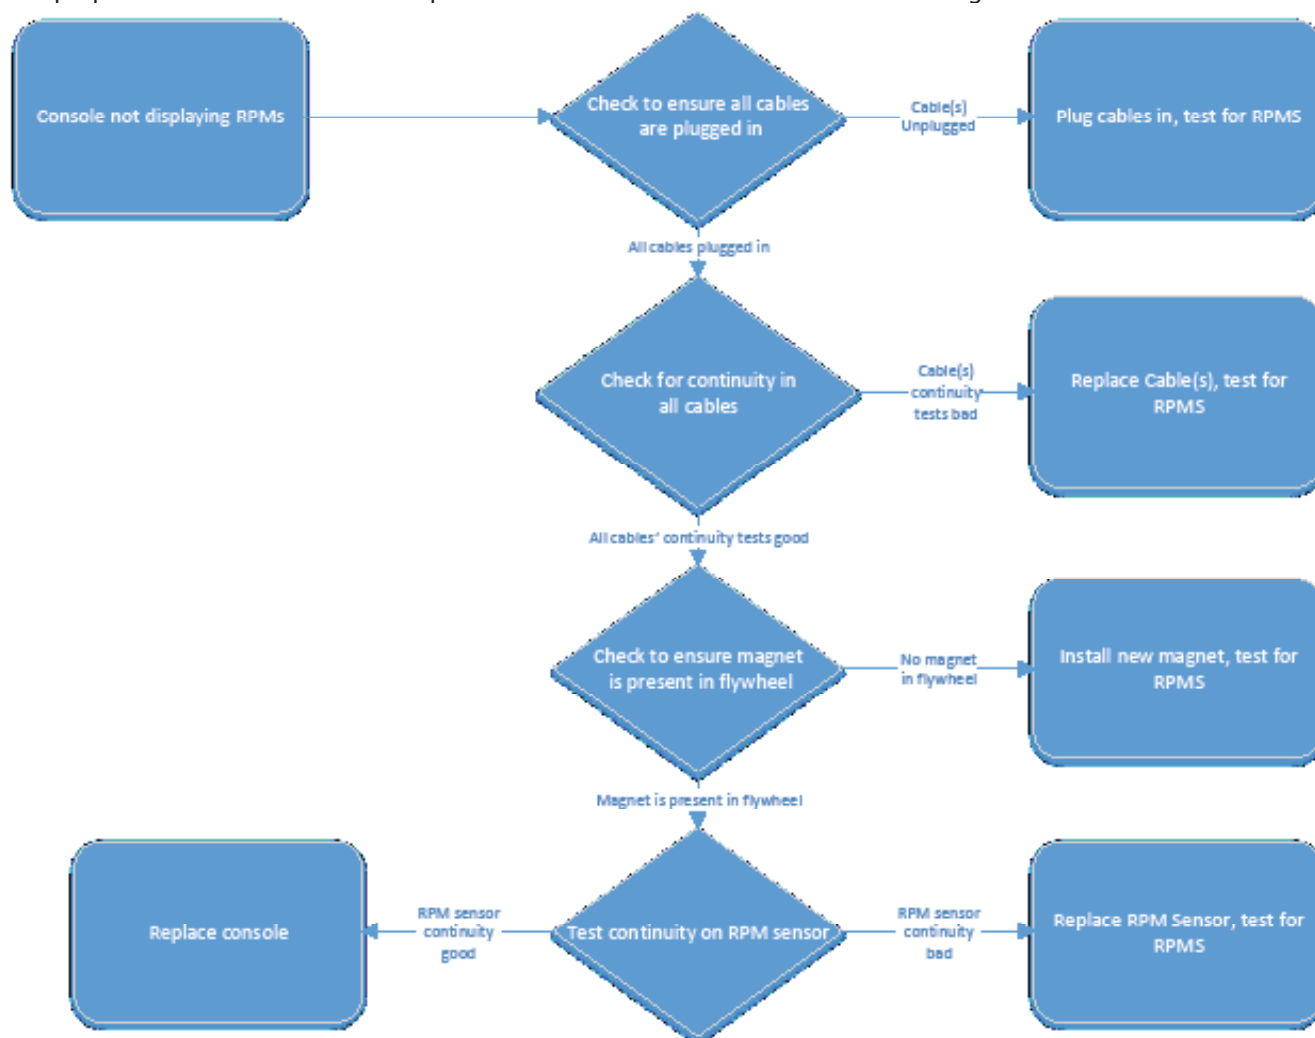 Console not displaying RPMs
Check to ensure all cables
are plugged in
Cable(s)
Unplugged
Plug cables in, test for RPMS
All cables plugged in
Check for continuity in
all cables
Cable(s)
continuity
tests bad
Replace Cable(s), test for
RPMS
All cables' continuity tests good
Check to ensure magnet
is present in flywheel
No magnet
in flywheel
Install new magnet, test for
RPMS
Magnet is present in flywheel
Replace console
RPM sensor
continuity
good
Test continuity on RPM sensor
RPM sensor
continuity
bad
Replace RPM Sensor, test for
RPMS